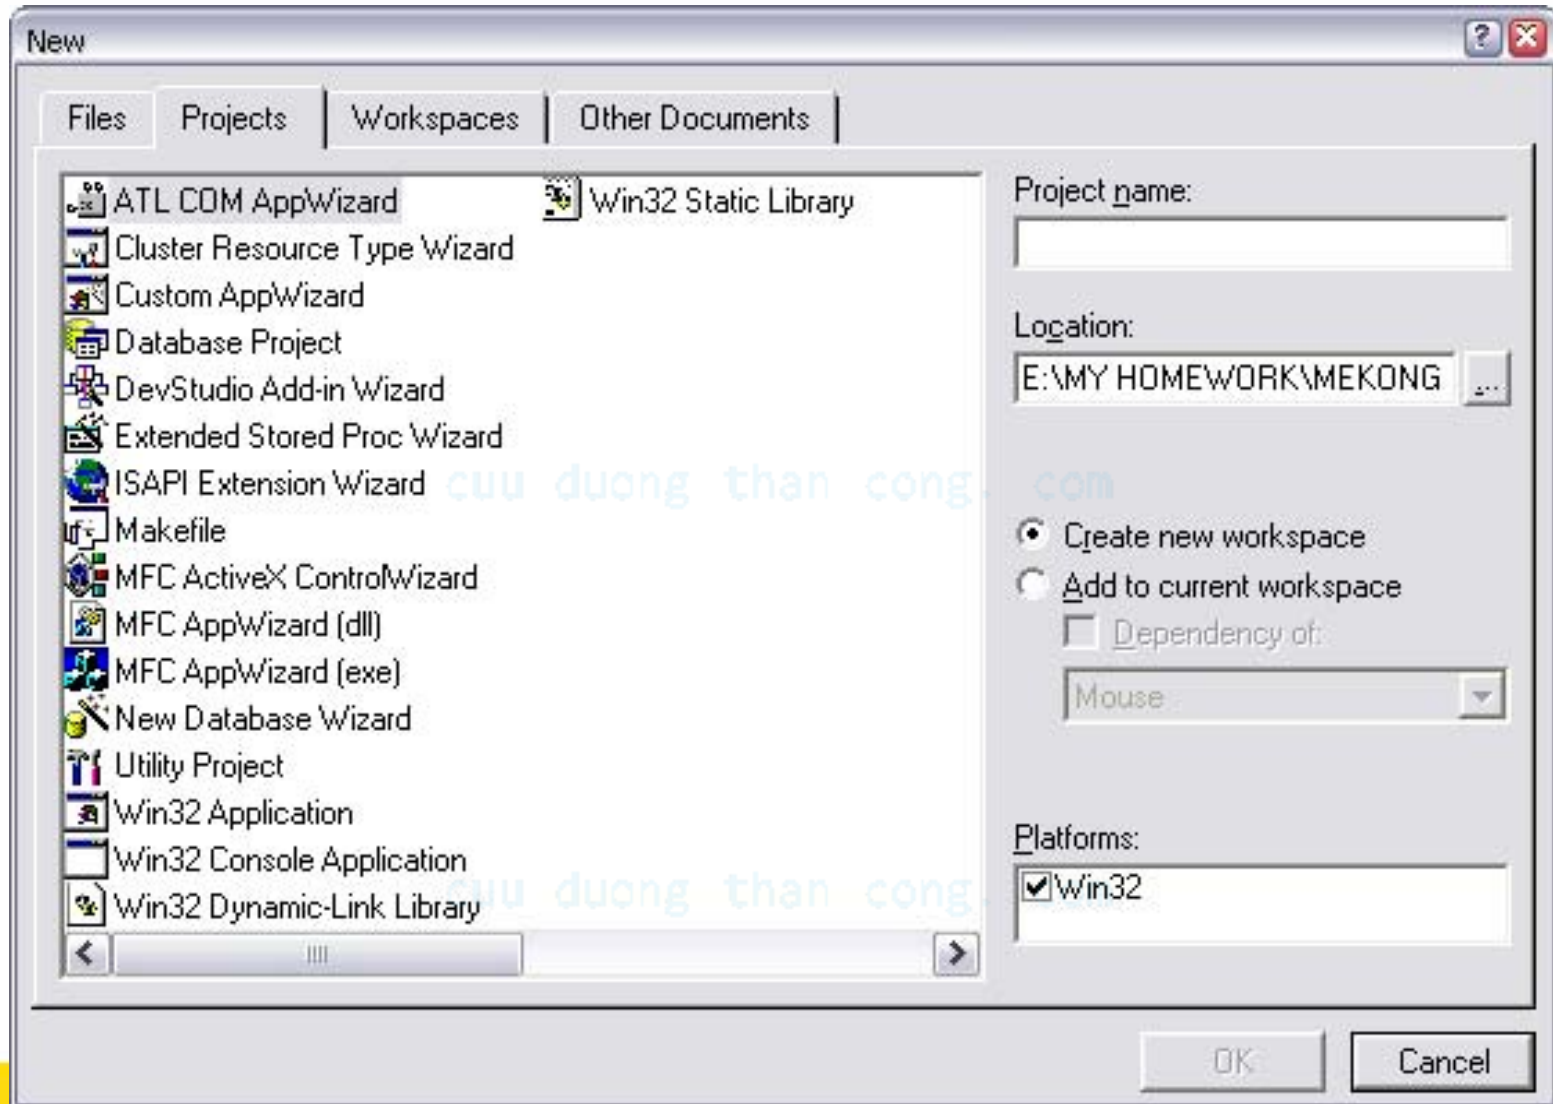 New
Files
Projects
Workspaces
Other Documents
ATL COM AppWizard
Cluster Resource Type Wizard
Custom AppWizard
Database Project
DevStudio Add-in Wizard
Extended Stored Proc Wizard
ISAPI Extension Wizard
Makefile
MFC ActiveX ControlWizard
MFC AppWizard (dll)
MFC AppWizard (exe)
New Database Wizard
Utility Project
Win32 Application
Win32 Console Application
Win32 Dynamic-Link Library
Win32 Static Library
Project name:
Location:
E:\MY HOMEWORK\MEKONG
...
cuu duong than cong. com
Create new workspace
Add to current workspace
Dependency of:
Mouse
Platforms:
Win32
cuu duong than cong.
OK
Cancel